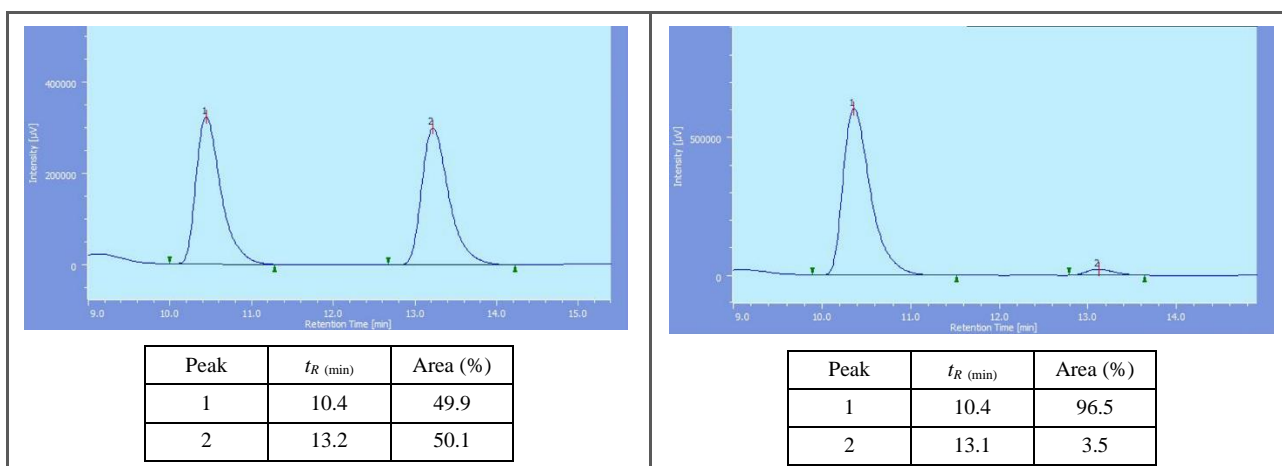 400000
200000
0
Intensity [µV]
1
2
9.0 10.0 11.0 12.0 13.0 14.0 15.0
Retention Time [min]
Peak tR (min) Area (%)
1 10.4 49.9
2 13.2 50.1
500000
0
Intensity [µV]
1
2
9.0 10.0 11.0 12.0 13.0 14.0
Retention Time [min]
Peak tR (min) Area (%)
1 10.4 96.5
2 13.1 3.5